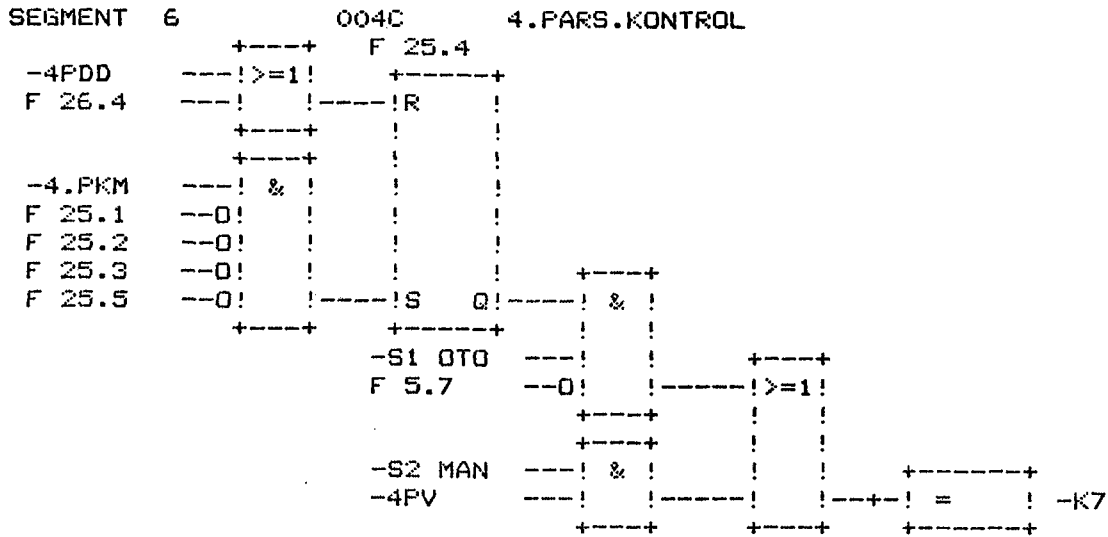 SEGMENT 6 004C 4.PARS.KONTROL
F 25.4
-4PDD >=1
F 26.4 R
-4.PKM &
F 25.1
F 25.2
F 25.3
F 25.5 S Q &
-S1 OTO
F 5.7 >=1
-S2 MAN &
-4PV = -K7